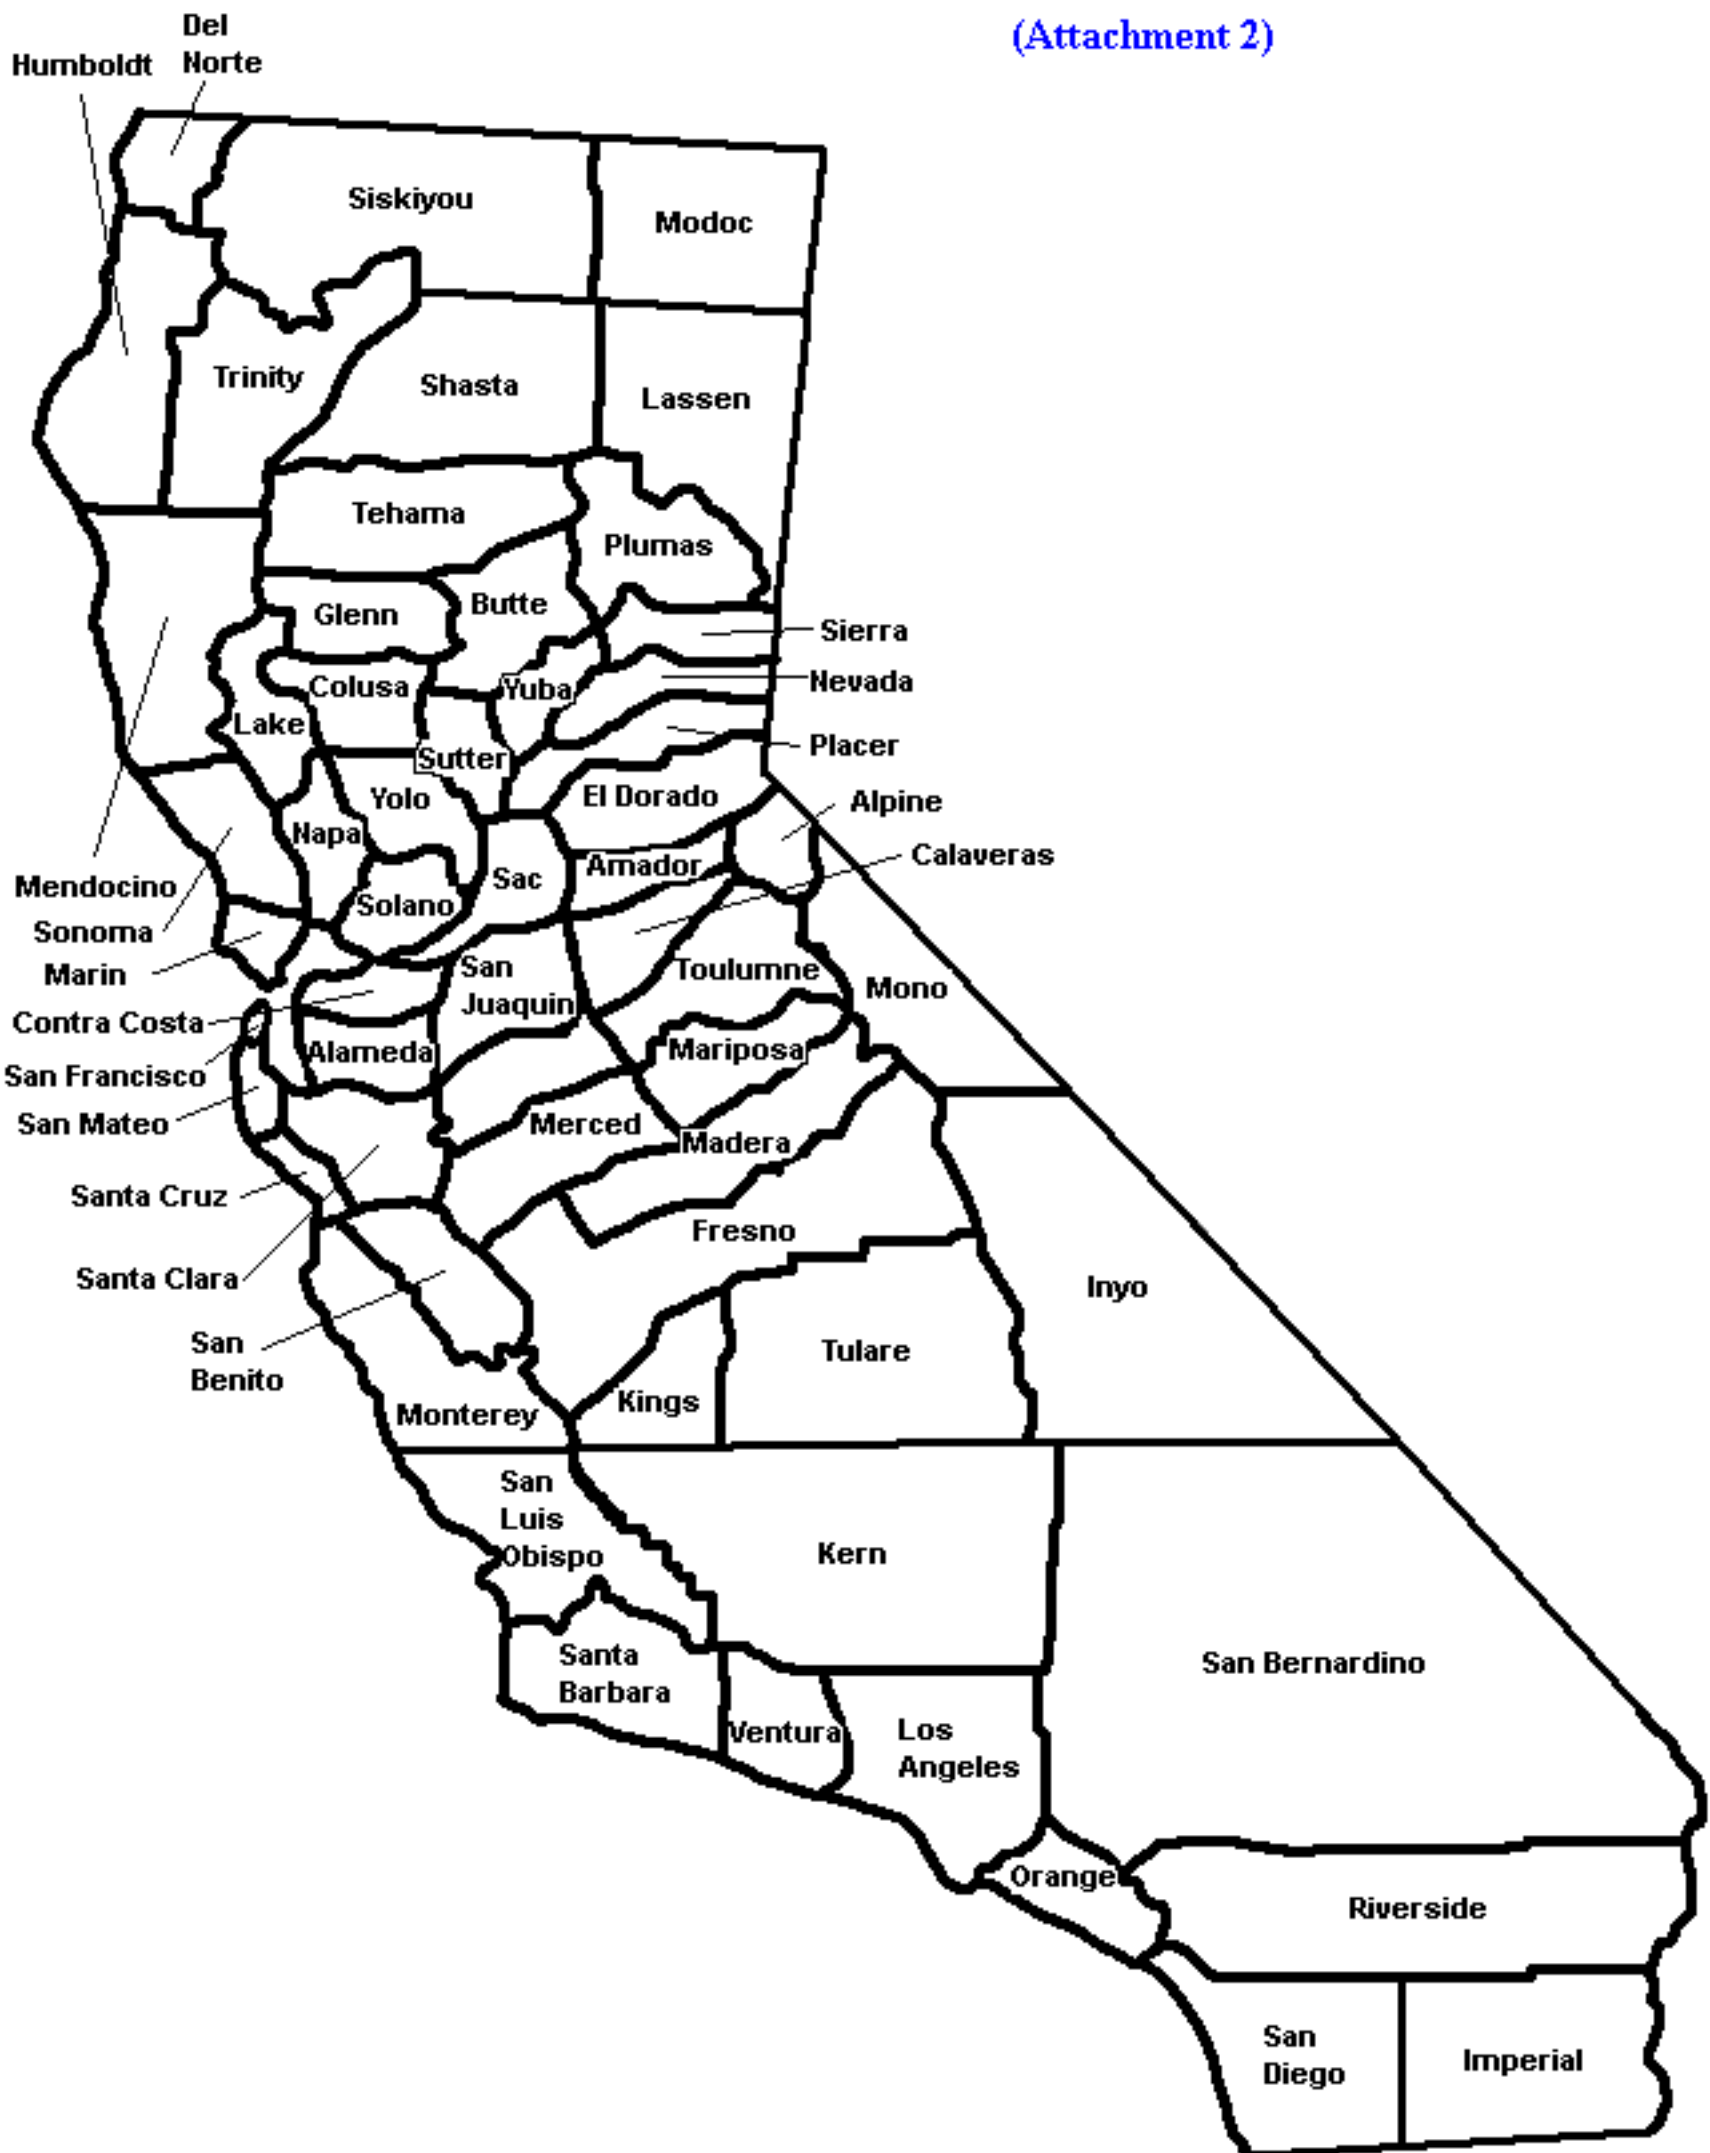 (Attachment 2)
Del
Norte
Humboldt
Siskiyou
Modoc
Trinity
Shasta
Lassen
Tehama
Plumas
Glenn
Butte
Sierra
Colusa
Yuba
Nevada
Lake
Sutter
Placer
Yolo
El Dorado
Alpine
Napa
Amador
Calaveras
Sac
Mendocino
Solano
Sonoma
Marin
San
Juaquin
Toulumne
Mono
Contra Costa
Alameda
Mariposa
San Francisco
San Mateo
Merced
Madera
Santa Cruz
Fresno
Santa Clara
Inyo
San
Benito
Tulare
Kings
Monterey
San
Luis
Obispo
Kern
Santa
Barbara
San Bernardino
Ventura
Los
Angeles
Orange
Riverside
San
Diego
Imperial